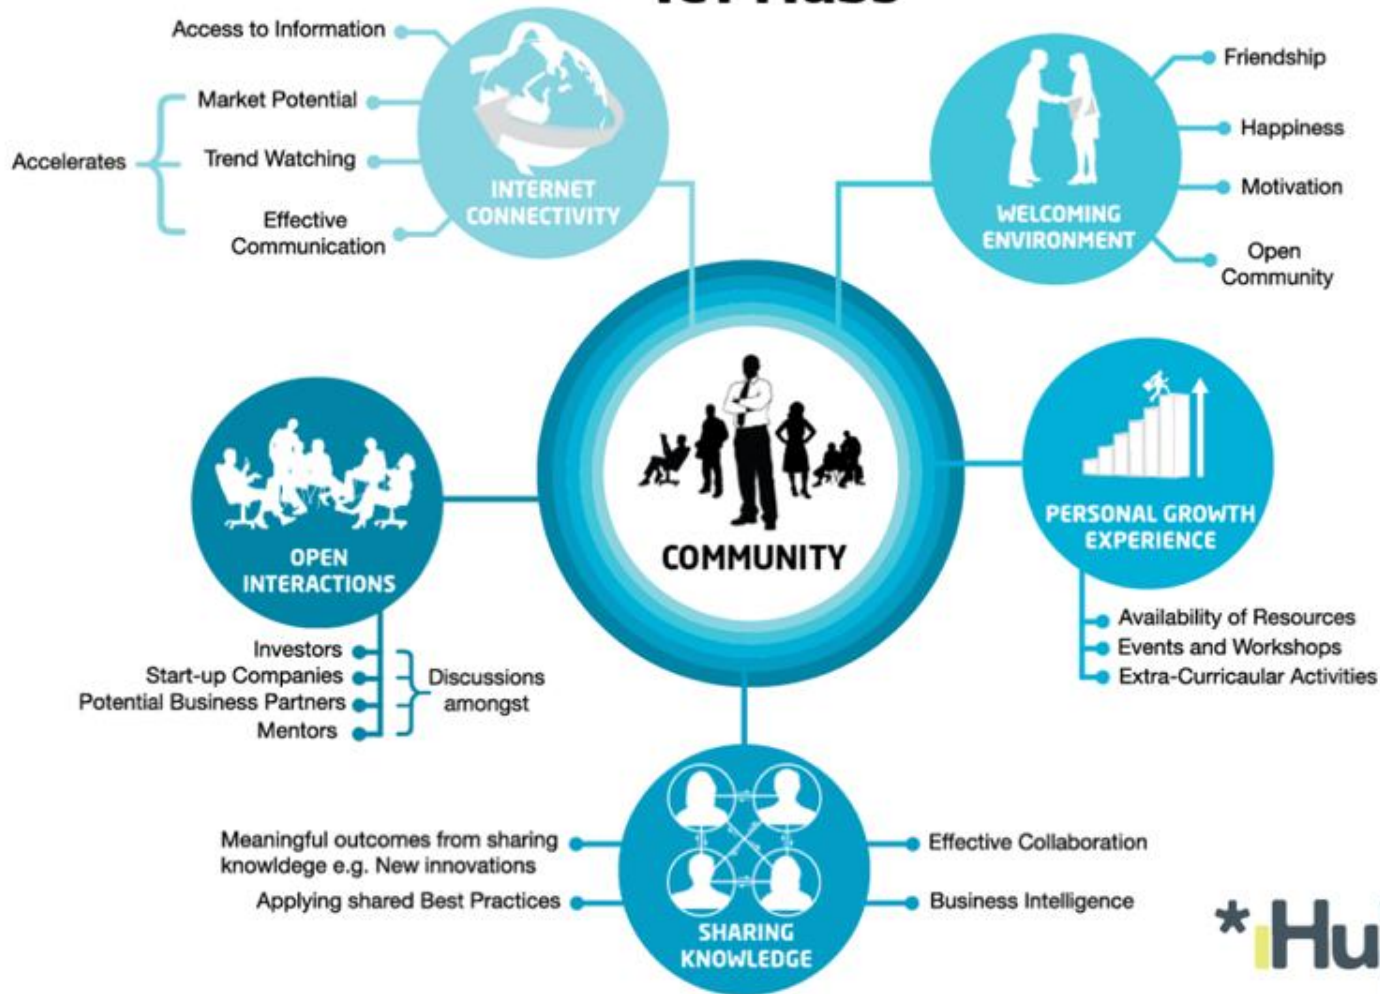 Access to Information
Market Potential
Accelerates
Trend Watching
Effective
Communication
INTERNET
CONNECTIVITY
Friendship
Happiness
Motivation
Open
Community
WELCOMING
ENVIRONMENT
COMMUNITY
OPEN
INTERACTIONS
Investors
Start-up Companies
Potential Business Partners
Mentors
Discussions
amongst
PERSONAL GROWTH
EXPERIENCE
Availability of Resources
Events and Workshops
Extra-Curricaular Activities
Meaningful outcomes from sharing
knowldege e.g. New innovations
Applying shared Best Practices
Effective Collaboration
Business Intelligence
SHARING
KNOWLEDGE
*iHu